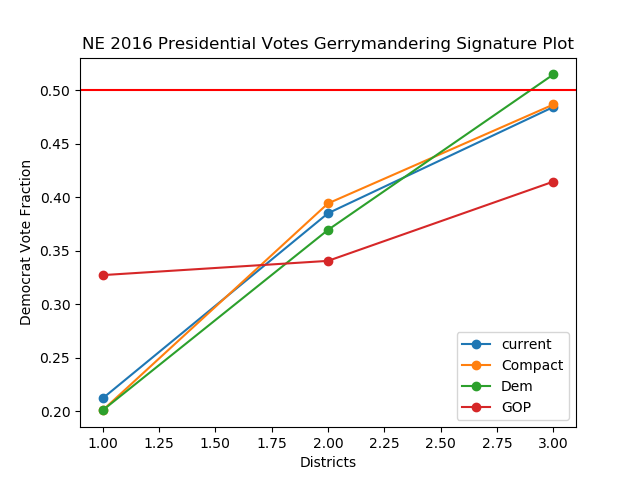 NE 2016 Presidential Votes Gerrymandering Signature Plot
Democrat Vote Fraction
0.50
0.45
0.40
0.35
0.30
0.25
0.20
1.00 1.25 1.50 1.75 2.00 2.25 2.50 2.75 3.00
Districts
current
Compact
Dem
GOP